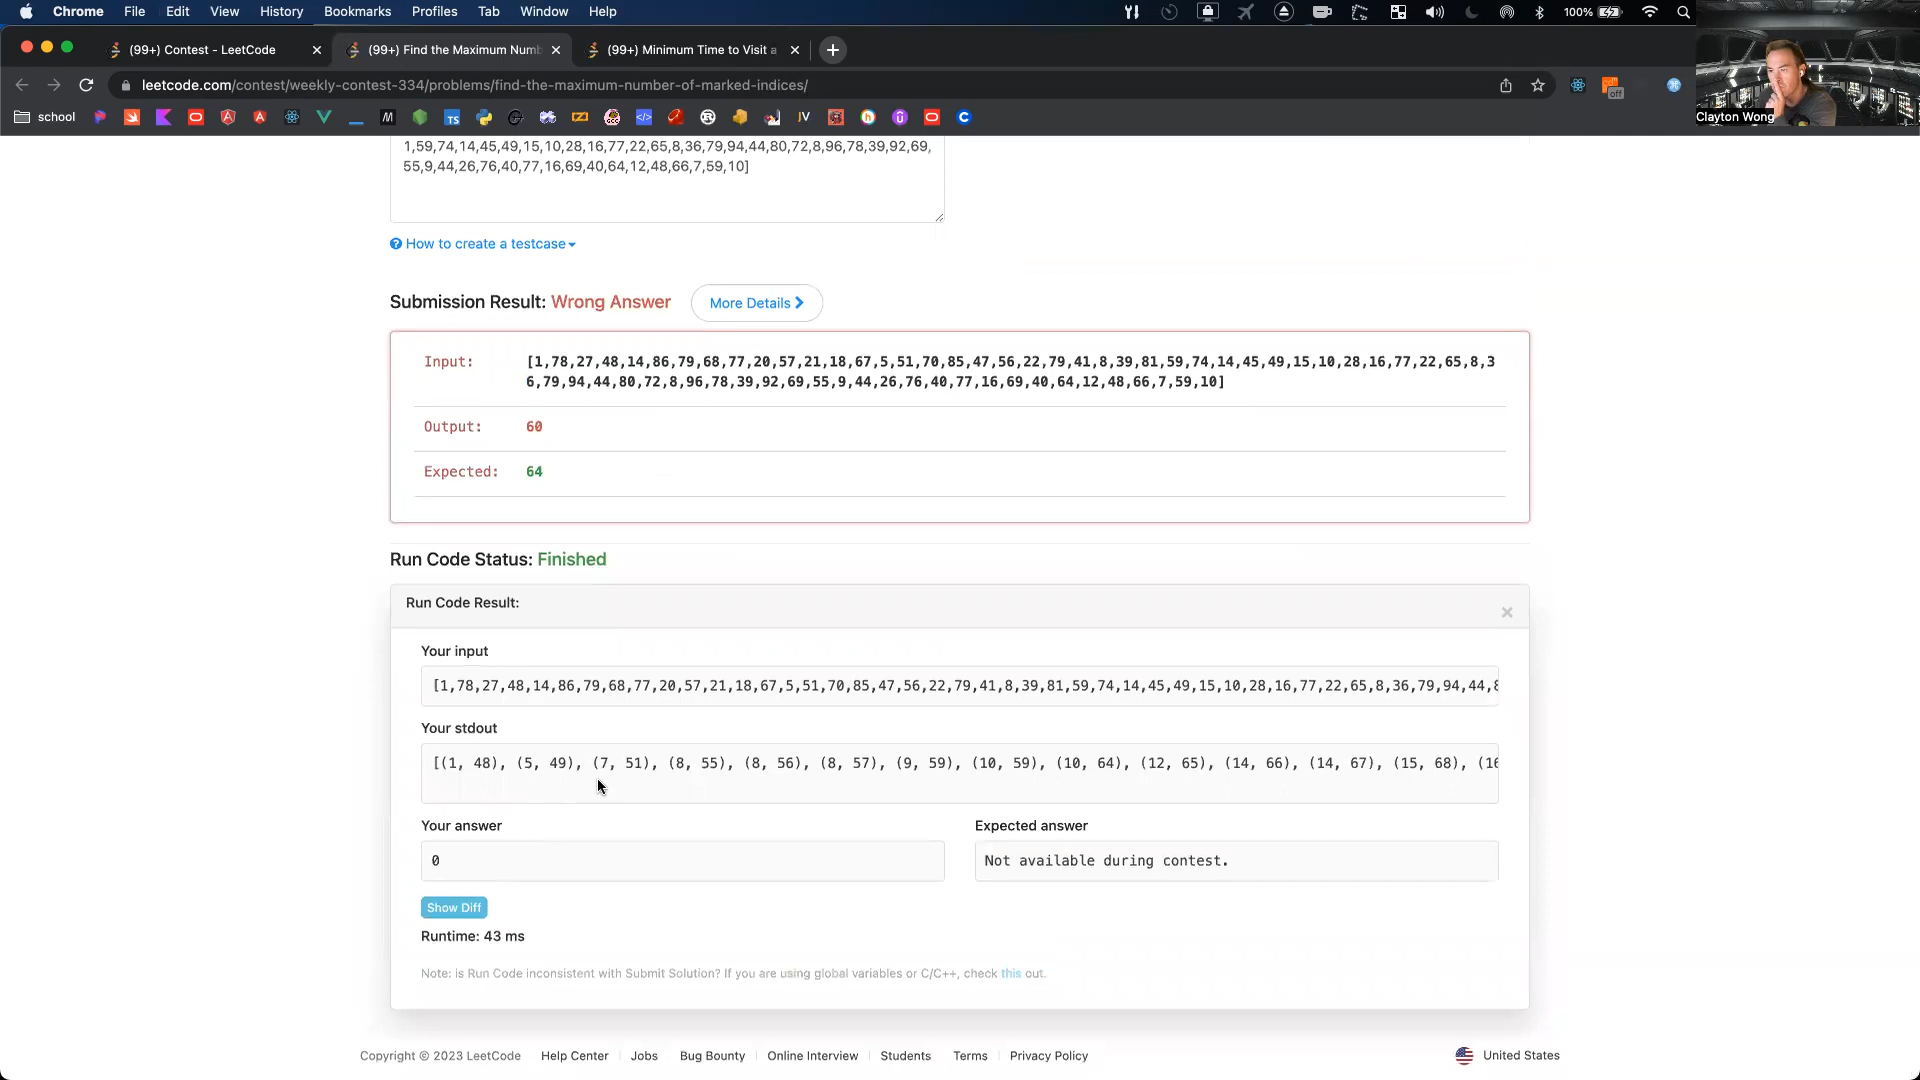 Chrome File Edit View History Bookmarks Profiles Tab Window Help 100%
(99+) Contest - LeetCode (99+) Find the Maximum Numb (99+) Minimum Time to Visit a
leetcode.com/contest/weekly-contest-334/problems/find-the-maximum-number-of-marked-indices/
off
school M TS JV
Clayton Wong
1,59,74,14,45,49,15,10,28,16,77,22,65,8,36,79,94,44,80,72,8,96,78,39,92,69,
55,9,44,26,76,40,77,16,69,40,64,12,48,66,7,59,10]
How to create a testcase
Submission Result: Wrong Answer More Details
Input: [1,78,27,48,14,86,79,68,77,20,57,21,18,67,5,51,70,85,47,56,22,79,41,8,39,81,59,74,14,45,49,15,10,28,16,77,22,65,8,3
6,79,94,44,80,72,8,96,78,39,92,69,55,9,44,26,76,40,77,16,69,40,64,12,48,66,7,59,10]
Output: 60
Expected: 64
Run Code Status: Finished
Run Code Result:
Your input
[1,78,27,48,14,86,79,68,77,20,57,21,18,67,5,51,70,85,47,56,22,79,41,8,39,81,59,74,14,45,49,15,10,28,16,77,22,65,8,36,79,94,44,8
Your stdout
[(1, 48), (5, 49), (7, 51), (8, 55), (8, 56), (8, 57), (9, 59), (10, 59), (10, 64), (12, 65), (14, 66), (14, 67), (15, 68), (16
Your answer Expected answer
0 Not available during contest.
Show Diff
Runtime: 43 ms
Note: is Run Code inconsistent with Submit Solution? If you are using global variables or C/C++, check this out.
Copyright © 2023 LeetCode Help Center Jobs Bug Bounty Online Interview Students Terms Privacy Policy United States